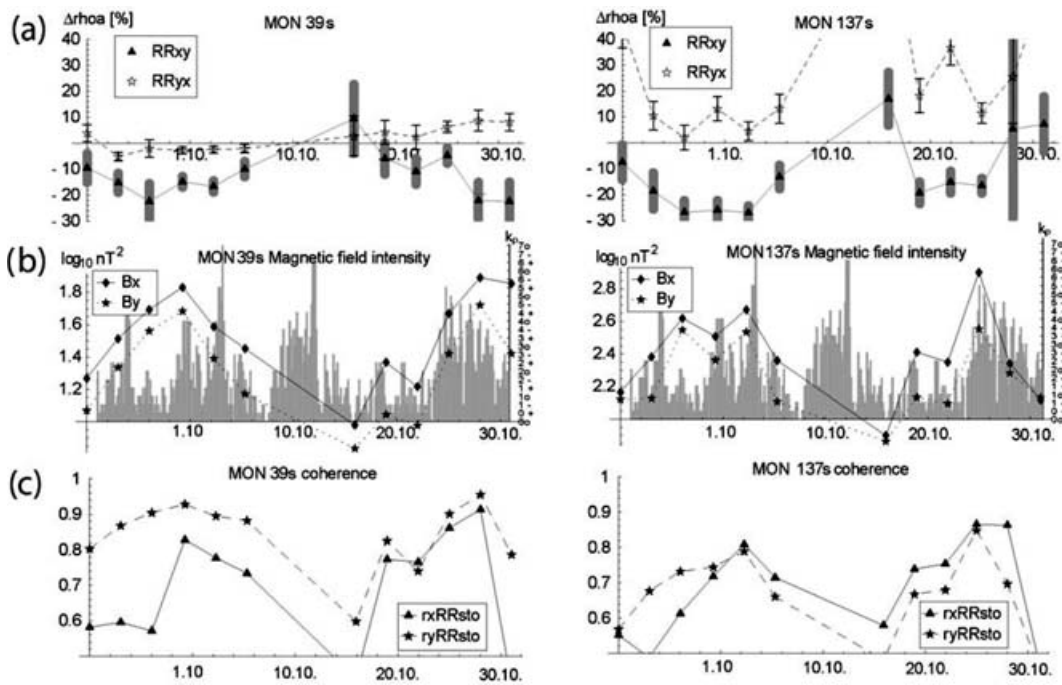 (a)
Δrhoa [%]
MON 39s
40
30
20
10
- 10
- 20
- 30
RRxy
RRyx
1.10.
10.10.
20.10.
30.10.
Δrhoa [%]
MON 137s
40
30
20
10
- 10
- 20
- 30
RRxy
RRyx
1.10.
10.10.
20.10.
30.10.
(b)
log10 nT2
MON 39s Magnetic field intensity
kp
1.8
1.6
1.4
1.2
Bx
By
1.10.
10.10.
20.10.
30.10.
log10 nT2
MON 137s Magnetic field intensity
kp
2.8
2.6
2.4
2.2
Bx
By
1.10.
10.10.
20.10.
30.10.
(c)
MON 39s coherence
1
0.9
0.8
0.7
0.6
rxRRsto
ryRRsto
1.10.
10.10.
20.10.
30.10.
MON 137s coherence
1
0.9
0.8
0.7
0.6
rxRRsto
ryRRsto
1.10.
10.10.
20.10.
30.10.